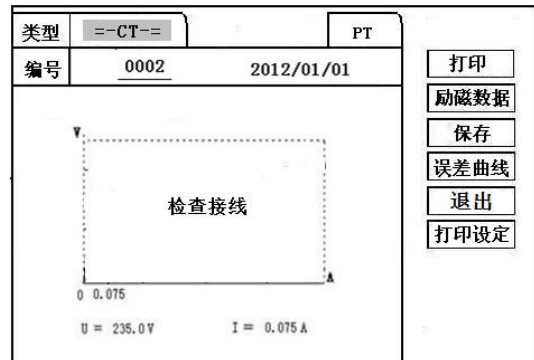 类型 =-CT-= PT
编号 0002 2012/01/01
打印
励磁数据
保存
误差曲线
退出
打印设定
V
检查接线
A
0 0.075
U = 235.0V I = 0.075A